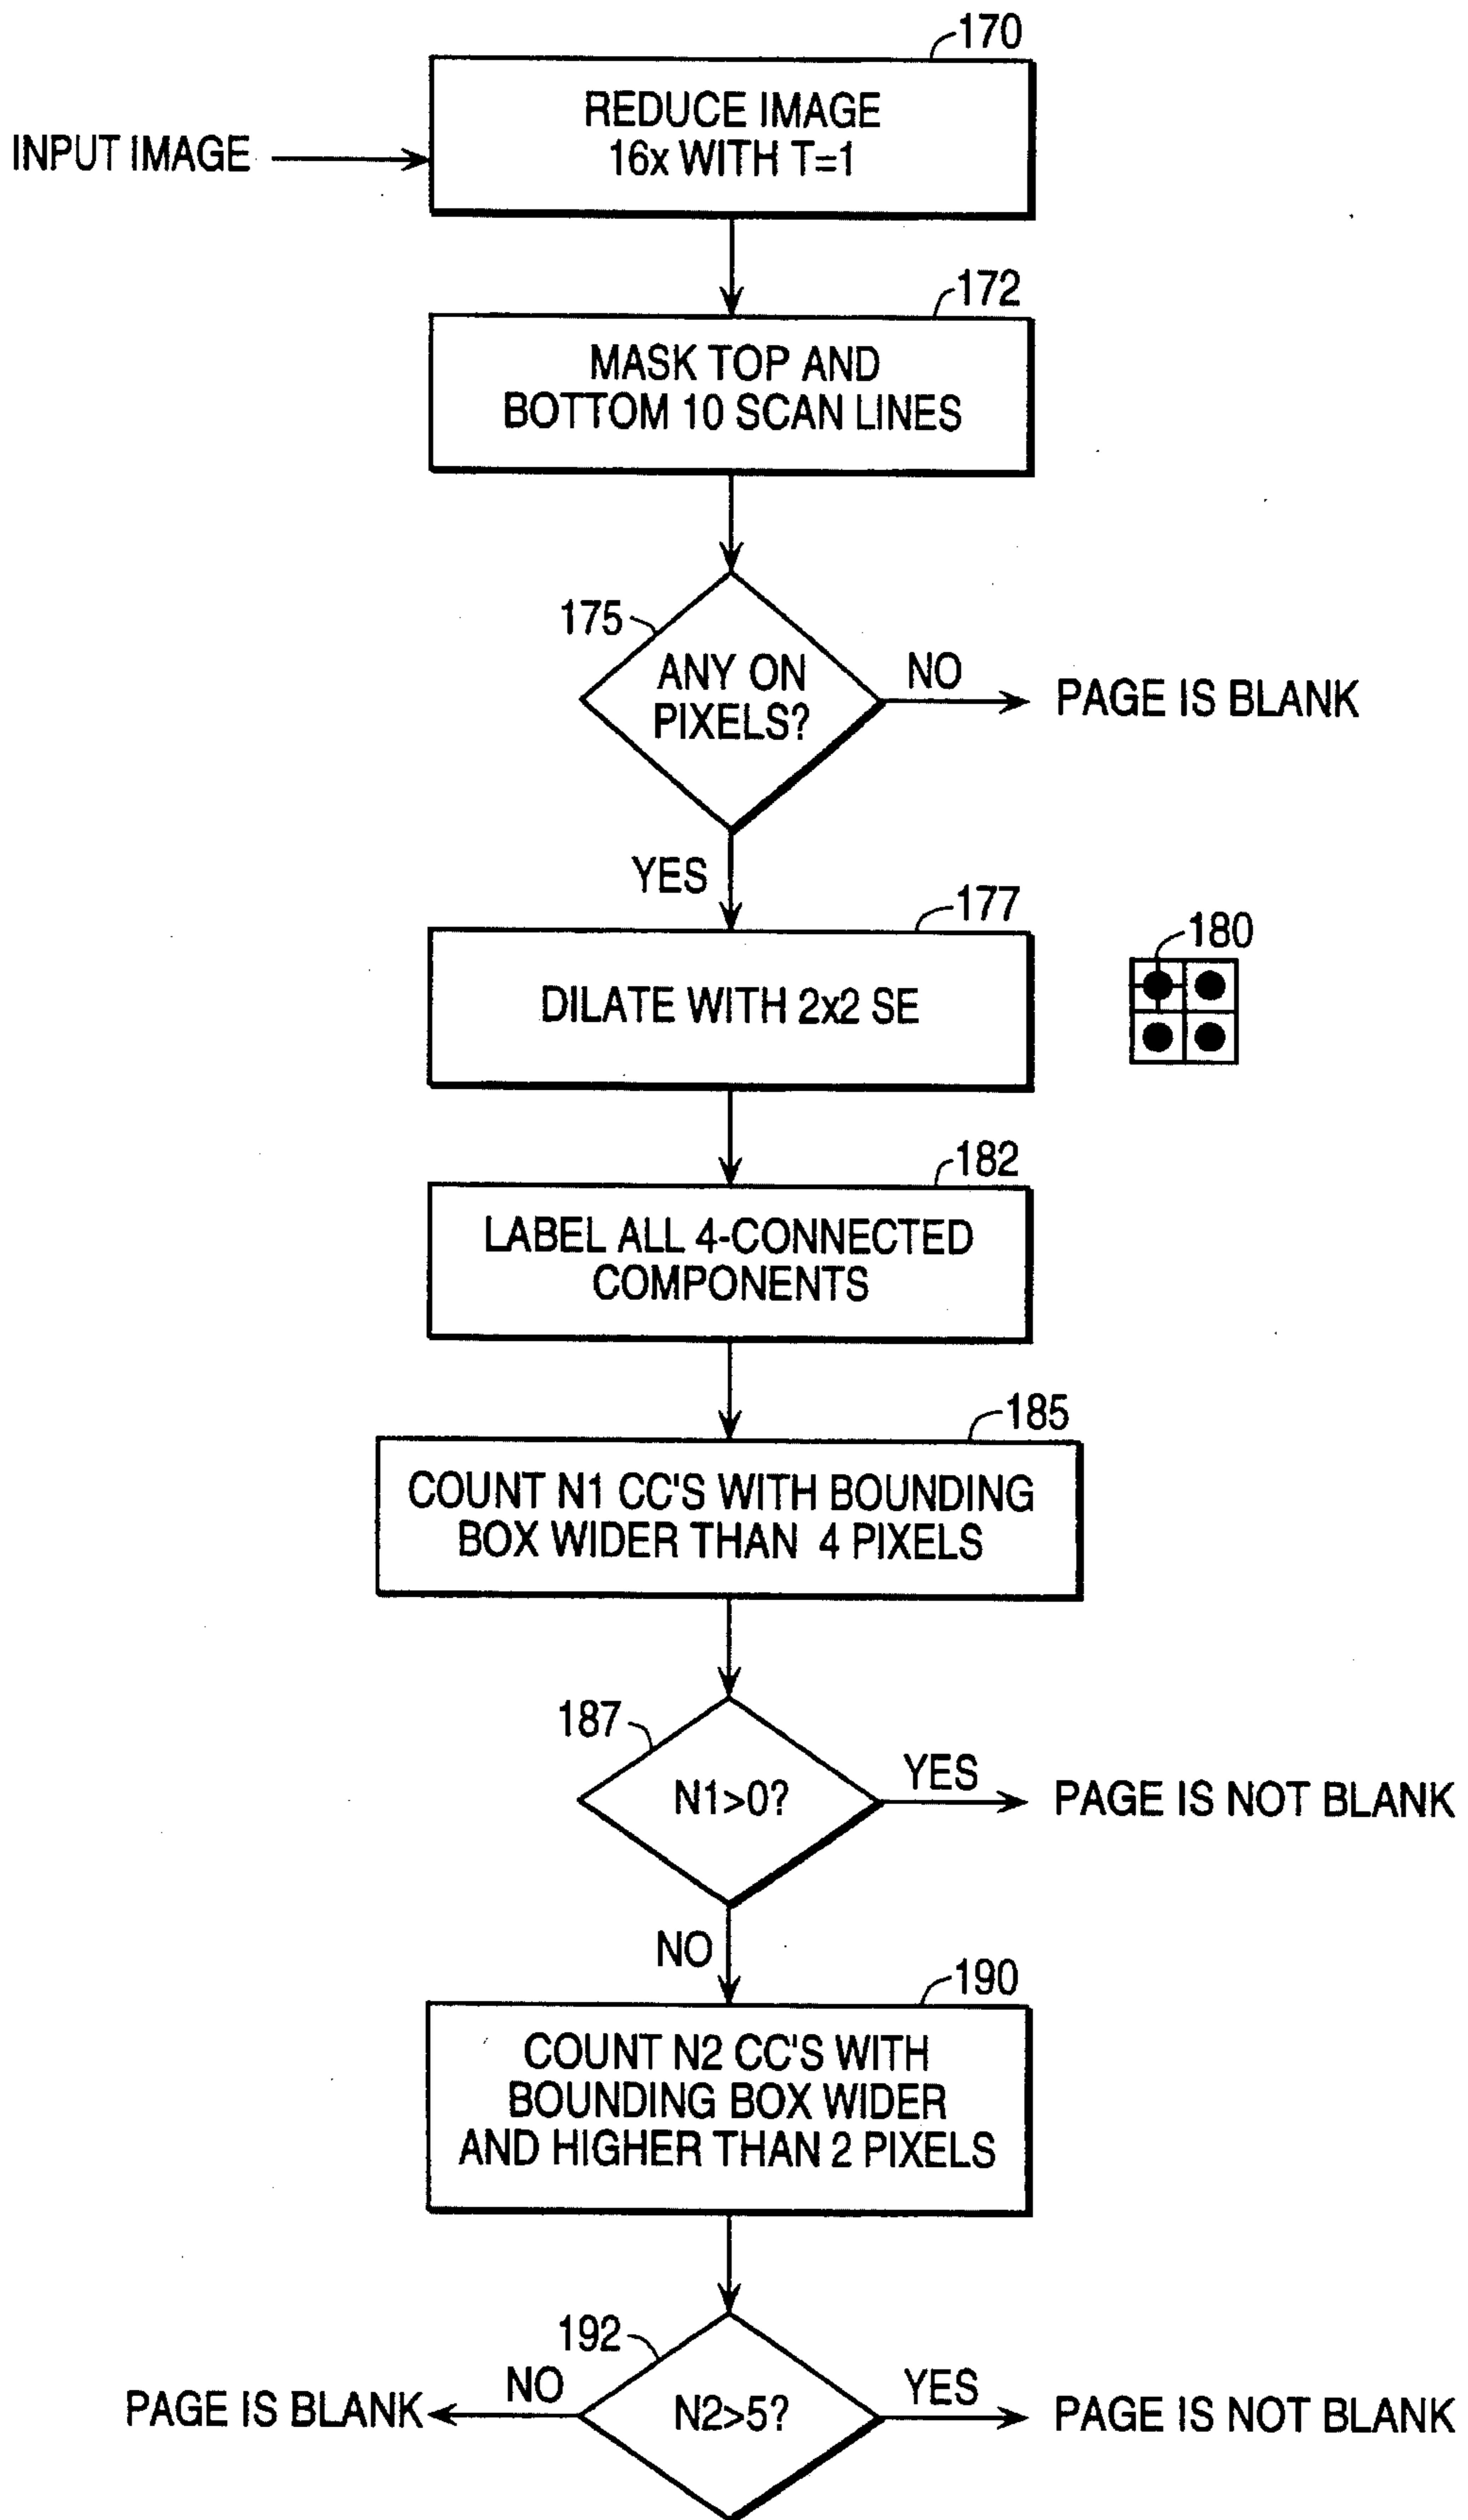 170
REDUCE IMAGE
16x WITH T=1
INPUT IMAGE
172
MASK TOP AND
BOTTOM 10 SCAN LINES
175
ANY ON
PIXELS?
NO
PAGE IS BLANK
YES
177
DILATE WITH 2x2 SE
180
182
LABEL ALL 4-CONNECTED
COMPONENTS
185
COUNT N1 CC'S WITH BOUNDING
BOX WIDER THAN 4 PIXELS
187
N1>0?
YES
PAGE IS NOT BLANK
NO
190
COUNT N2 CC'S WITH
BOUNDING BOX WIDER
AND HIGHER THAN 2 PIXELS
192
PAGE IS BLANK
NO
N2>5?
YES
PAGE IS NOT BLANK